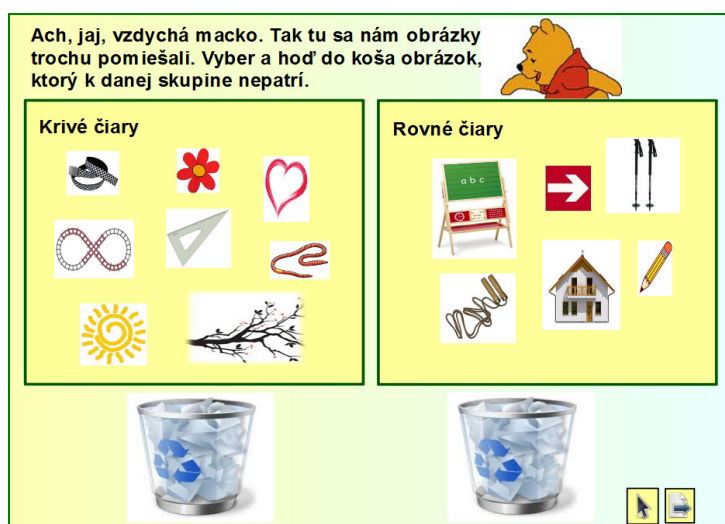 Ach, jaj, vzdychá macko. Tak tu sa nám obrázky
trochu pomiešali. Vyber a hoď do koša obrázok,
ktorý k danej skupine nepatrí.
Krivé čiary
Rovné čiary
a b c